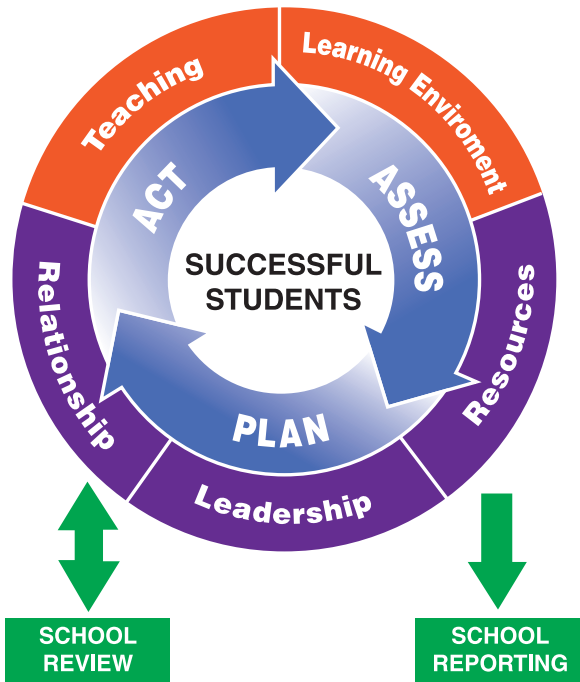 Teaching
Learning Enviroment
ACT
ASSESS
SUCCESSFUL
STUDENTS
Relationship
Resources
PLAN
Leadership
SCHOOL
REVIEW
SCHOOL
REPORTING